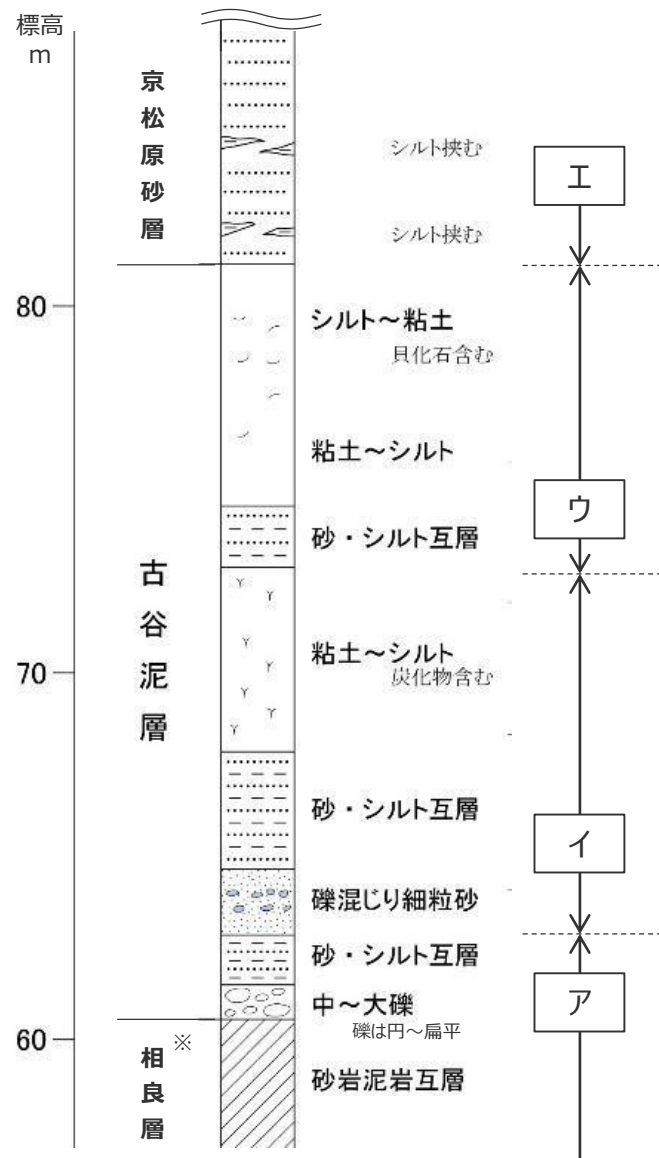 標高
m
京松原砂層
シルト挟む
エ
シルト挟む
80
シルト～粘土
貝化石含む
粘土～シルト
ウ
砂・シルト互層
古谷泥層
粘土～シルト
炭化物含む
70
砂・シルト互層
イ
礫混じり細粒砂
砂・シルト互層
ア
中～大礫
礫は円～扁平
60
相良層
※
砂岩泥岩互層